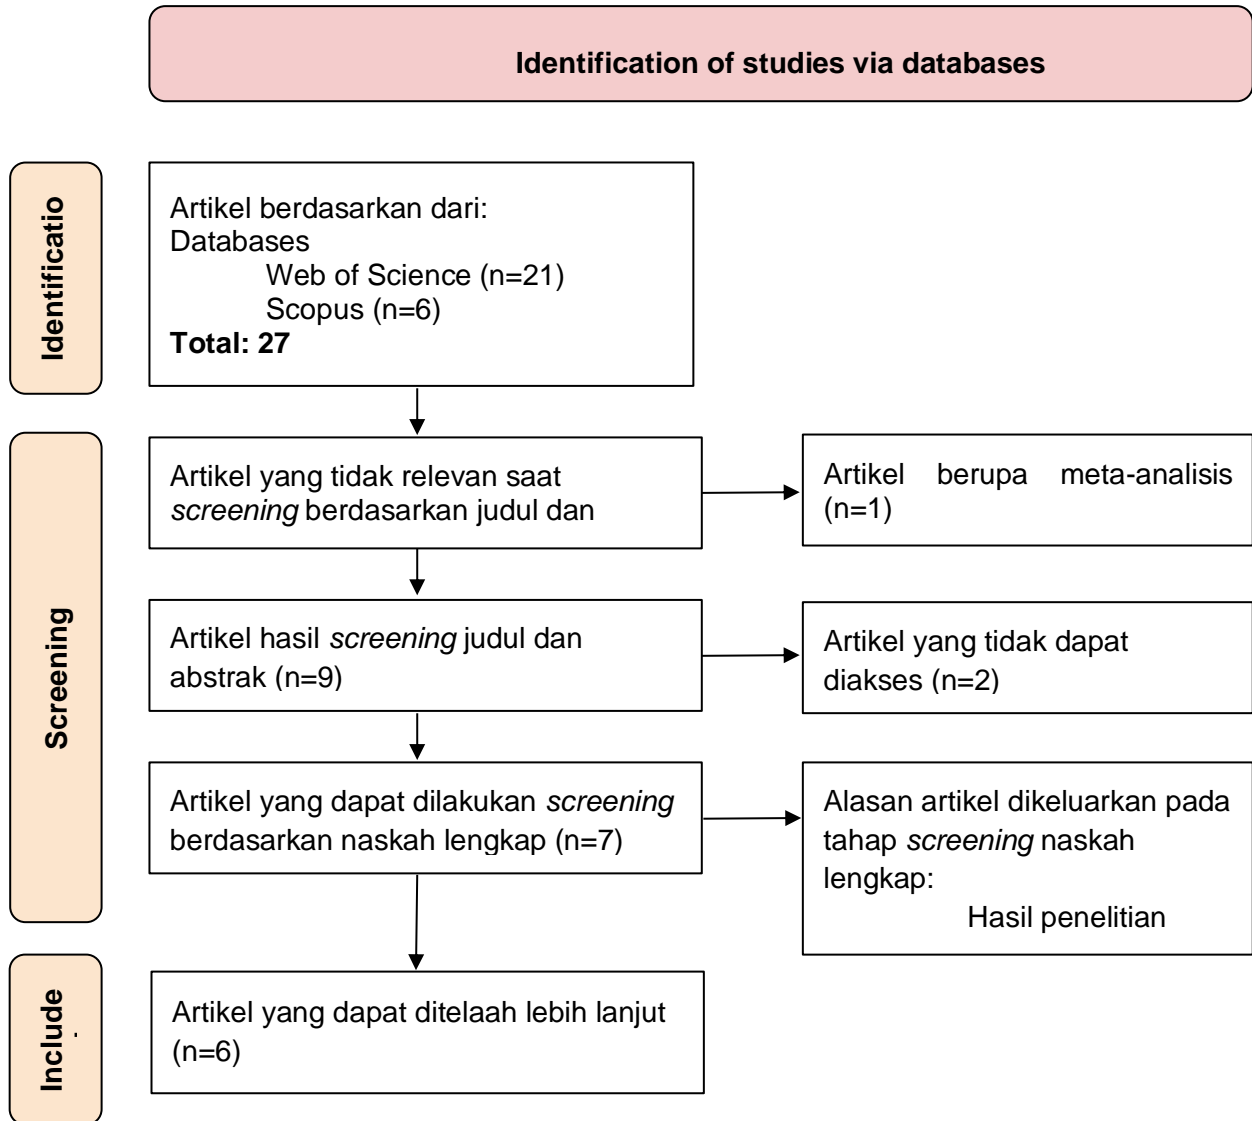 Identification of studies via databases
Identificatio
Artikel berdasarkan dari:
Databases
Web of Science (n=21)
Scopus (n=6)
Total: 27
Screening
Artikel yang tidak relevan saat
screening berdasarkan judul dan
Artikel berupa meta-analisis
(n=1)
Artikel hasil screening judul dan
abstrak (n=9)
Artikel yang tidak dapat
diakses (n=2)
Artikel yang dapat dilakukan screening
berdasarkan naskah lengkap (n=7)
Alasan artikel dikeluarkan pada
tahap screening naskah
lengkap:
Hasil penelitian
Include
Artikel yang dapat ditelaah lebih lanjut
(n=6)